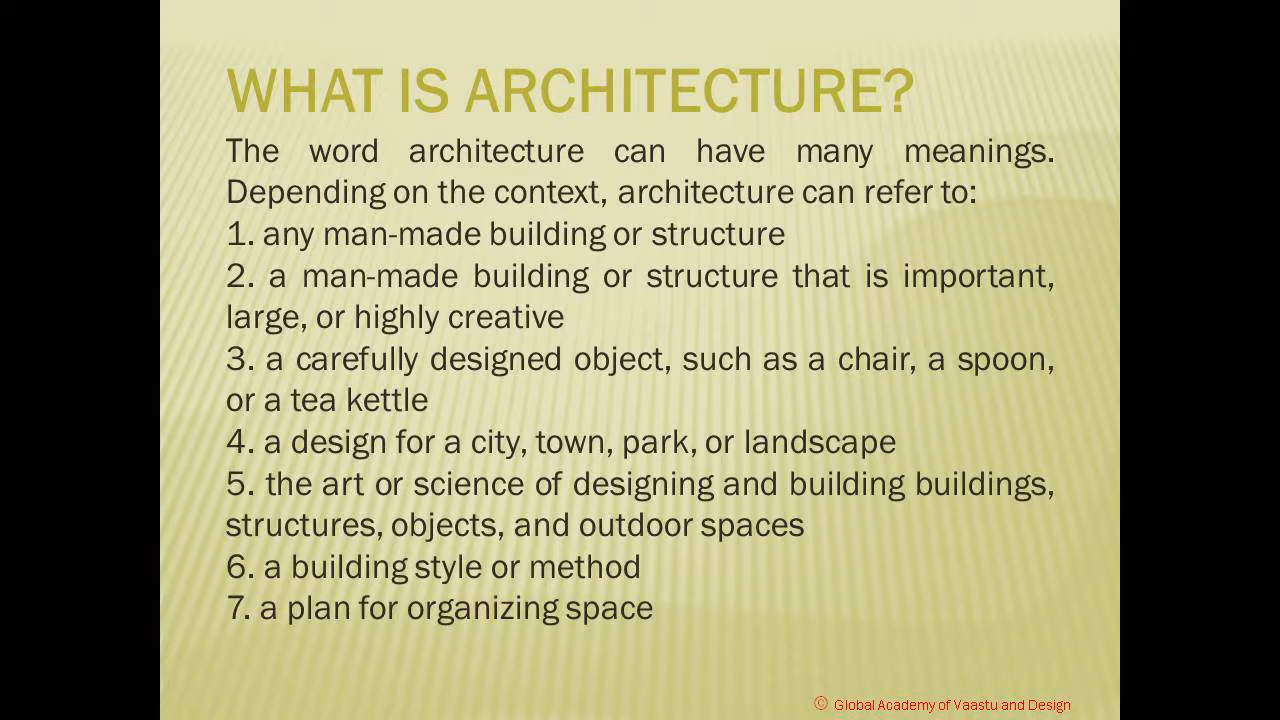 WHAT IS ARCHITECTURE?
The word architecture can have many meanings.
Depending on the context, architecture can refer to:
1. any man-made building or structure
2. a man-made building or structure that is important,
large, or highly creative
3. a carefully designed object, such as a chair, a spoon,
or a tea kettle
4. a design for a city, town, park, or landscape
5. the art or science of designing and building buildings,
structures, objects, and outdoor spaces
6. a building style or method
7. a plan for organizing space
© Global Academy of Vaastu and Design